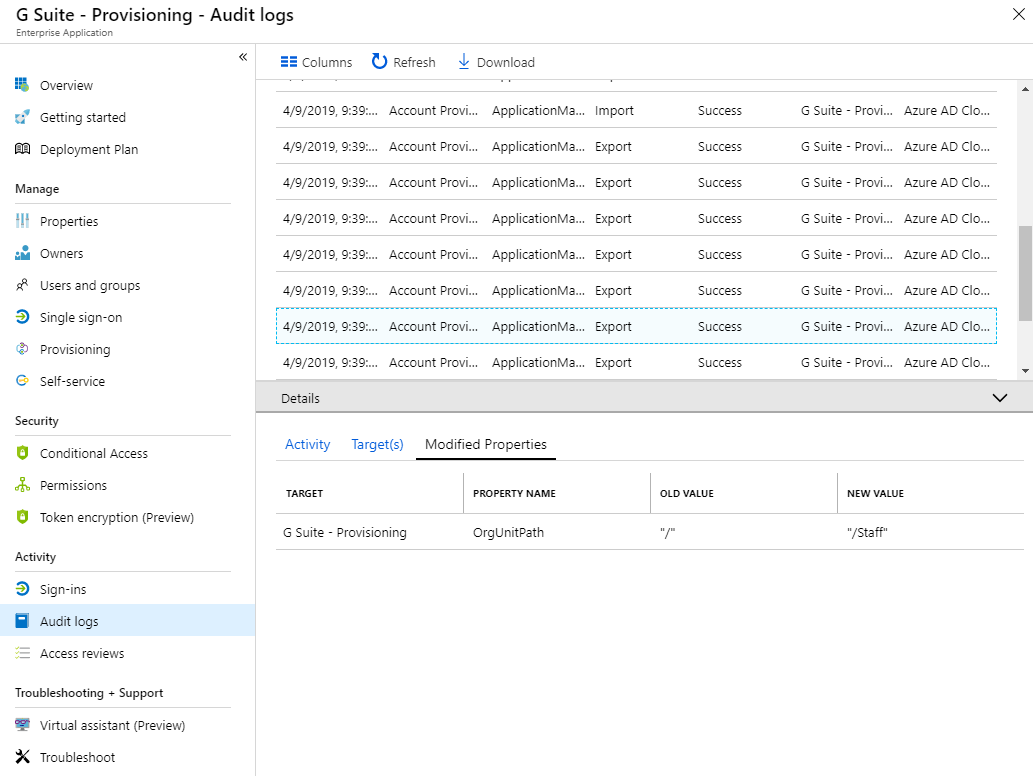 G Suite - Provisioning - Audit logs
Enterprise Application
Overview
Getting started
Deployment Plan
Manage
Properties
Owners
Users and groups
Single sign-on
Provisioning
Self-service
Security
Conditional Access
Permissions
Token encryption (Preview)
Activity
Sign-ins
Audit logs
Access reviews
Troubleshooting + Support
Virtual assistant (Preview)
Troubleshoot
Columns Refresh Download
4/9/2019, 9:39:... Account Provi... ApplicationMa... Import Success G Suite - Provi... Azure AD Clo...
4/9/2019, 9:39:... Account Provi... ApplicationMa... Export Success G Suite - Provi... Azure AD Clo...
4/9/2019, 9:39:... Account Provi... ApplicationMa... Export Success G Suite - Provi... Azure AD Clo...
4/9/2019, 9:39:... Account Provi... ApplicationMa... Export Success G Suite - Provi... Azure AD Clo...
4/9/2019, 9:39:... Account Provi... ApplicationMa... Export Success G Suite - Provi... Azure AD Clo...
4/9/2019, 9:39:... Account Provi... ApplicationMa... Export Success G Suite - Provi... Azure AD Clo...
4/9/2019, 9:39:... Account Provi... ApplicationMa... Export Success G Suite - Provi... Azure AD Clo...
4/9/2019, 9:39:... Account Provi... ApplicationMa... Export Success G Suite - Provi... Azure AD Clo...
Details
Activity Target(s) Modified Properties
TARGET PROPERTY NAME OLD VALUE NEW VALUE
G Suite - Provisioning OrgUnitPath "/" "/Staff"